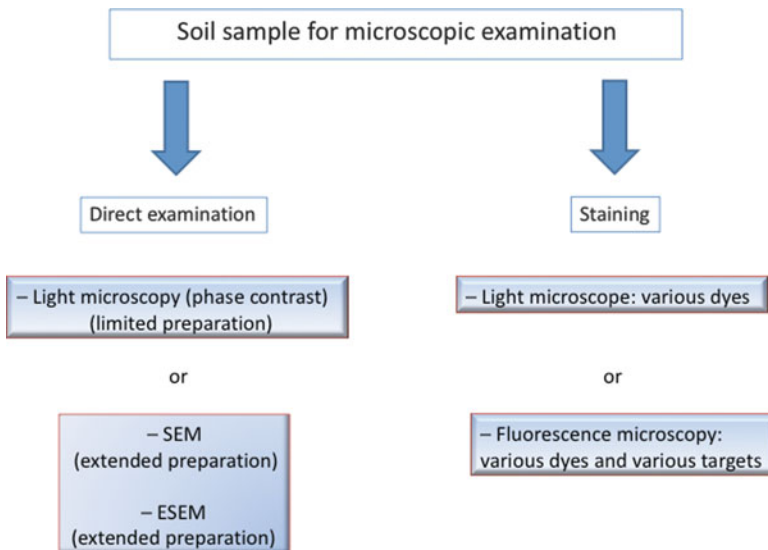 Soil sample for microscopic examination
Direct examination
– Light microscopy (phase contrast)
(limited preparation)
or
– SEM
(extended preparation)
– ESEM
(extended preparation)
Staining
– Light microscope: various dyes
or
– Fluorescence microscopy:
various dyes and various targets